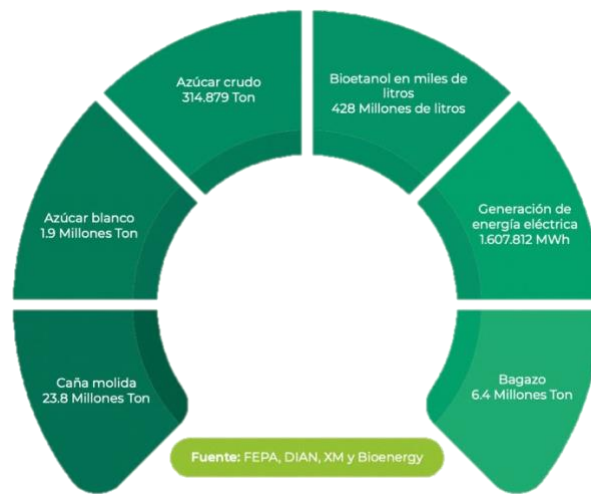 Azúcar crudo
314.879 Ton
Bioetanol en miles de
litros
428 Millones de litros
Azúcar blanco
1.9 Millones Ton
Generación de
energía eléctrica
1.607.812 MWh
Caña molida
23.8 Millones Ton
Bagazo
6.4 Millones Ton
Fuente: FEPA, DIAN, XM y Bioenergy